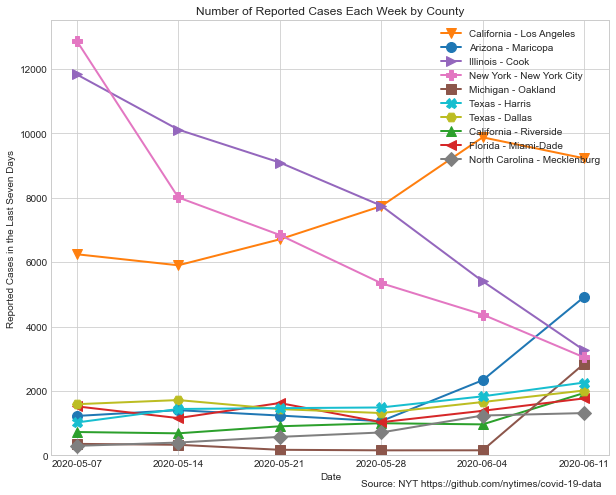 Number of Reported Cases Each Week by County
Reported Cases in the Last Seven Days
12000
10000
8000
6000
4000
2000
0
California - Los Angeles
Arizona - Maricopa
Illinois - Cook
New York - New York City
Michigan - Oakland
Texas - Harris
Texas - Dallas
California - Riverside
Florida - Miami-Dade
North Carolina - Mecklenburg
2020-05-07 2020-05-14 2020-05-21 2020-05-28 2020-06-04 2020-06-11
Date
Source: NYT https://github.com/nytimes/covid-19-data